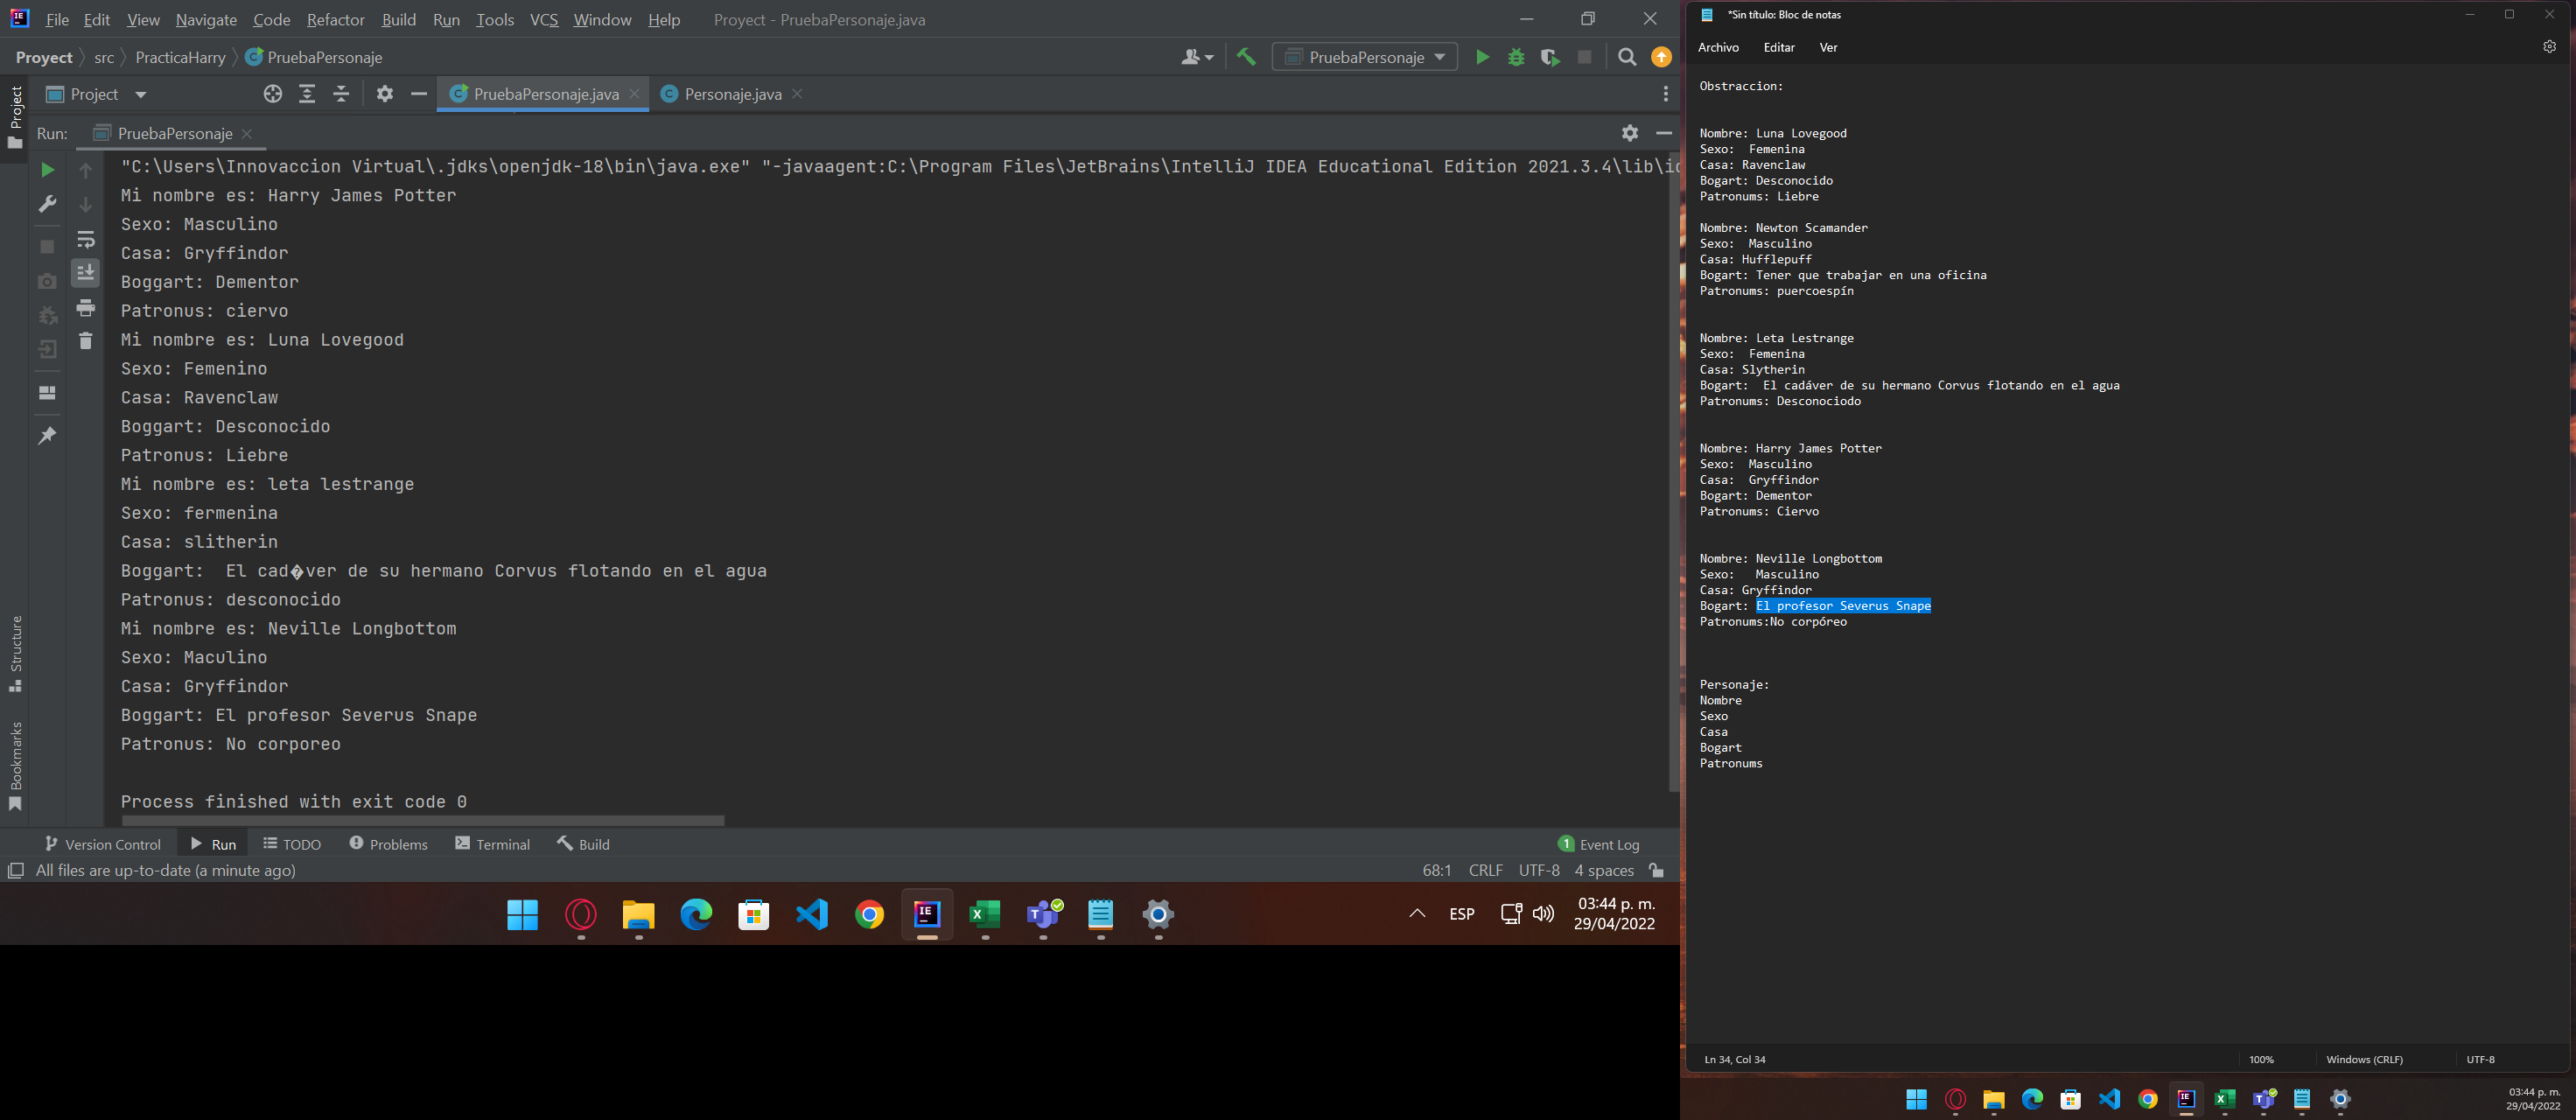 File Edit View Navigate Code Refactor Build Run Tools VCS Window Help Proyect - PruebaPersonaje.java
Proyect src PracticaHarry PruebaPersonaje PruebaPersonaje
Project PruebaPersonaje.java Personaje.java
Run: PruebaPersonaje
"C:\Users\Innovaccion Virtual\.jdks\openjdk-18\bin\java.exe" "-javaagent:C:\Program Files\JetBrains\IntelliJ IDEA Educational Edition 2021.3.4\lib\id
Mi nombre es: Harry James Potter
Sexo: Masculino
Casa: Gryffindor
Boggart: Dementor
Patronus: ciervo
Mi nombre es: Luna Lovegood
Sexo: Femenino
Casa: Ravenclaw
Boggart: Desconocido
Patronus: Liebre
Mi nombre es: leta lestrange
Sexo: fermenina
Casa: slitherin
Boggart:  El cad�ver de su hermano Corvus flotando en el agua
Patronus: desconocido
Mi nombre es: Neville Longbottom
Sexo: Maculino
Casa: Gryffindor
Boggart: El profesor Severus Snape
Patronus: No corporeo
Process finished with exit code 0
Project
Structure
Bookmarks
Version Control Run TODO Problems Terminal Build 1 Event Log
All files are up-to-date (a minute ago) 68:1 CRLF UTF-8 4 spaces
ESP 03:44 p. m.
29/04/2022
*Sin título: Bloc de notas
Archivo Editar Ver
Obstraccion:
Nombre: Luna Lovegood
Sexo:  Femenina
Casa: Ravenclaw
Bogart: Desconocido
Patronums: Liebre
Nombre: Newton Scamander
Sexo:  Masculino
Casa: Hufflepuff
Bogart: Tener que trabajar en una oficina
Patronums: puercoespín
Nombre: Leta Lestrange
Sexo:  Femenina
Casa: Slytherin
Bogart:  El cadáver de su hermano Corvus flotando en el agua
Patronums: Desconociodo
Nombre: Harry James Potter
Sexo:  Masculino
Casa:  Gryffindor
Bogart: Dementor
Patronums: Ciervo
Nombre: Neville Longbottom
Sexo:   Masculino
Casa: Gryffindor
Bogart: El profesor Severus Snape
Patronums:No corpóreo
Personaje:
Nombre
Sexo
Casa
Bogart
Patronums
Ln 34, Col 34 100% Windows (CRLF) UTF-8
03:44 p. m.
29/04/2022